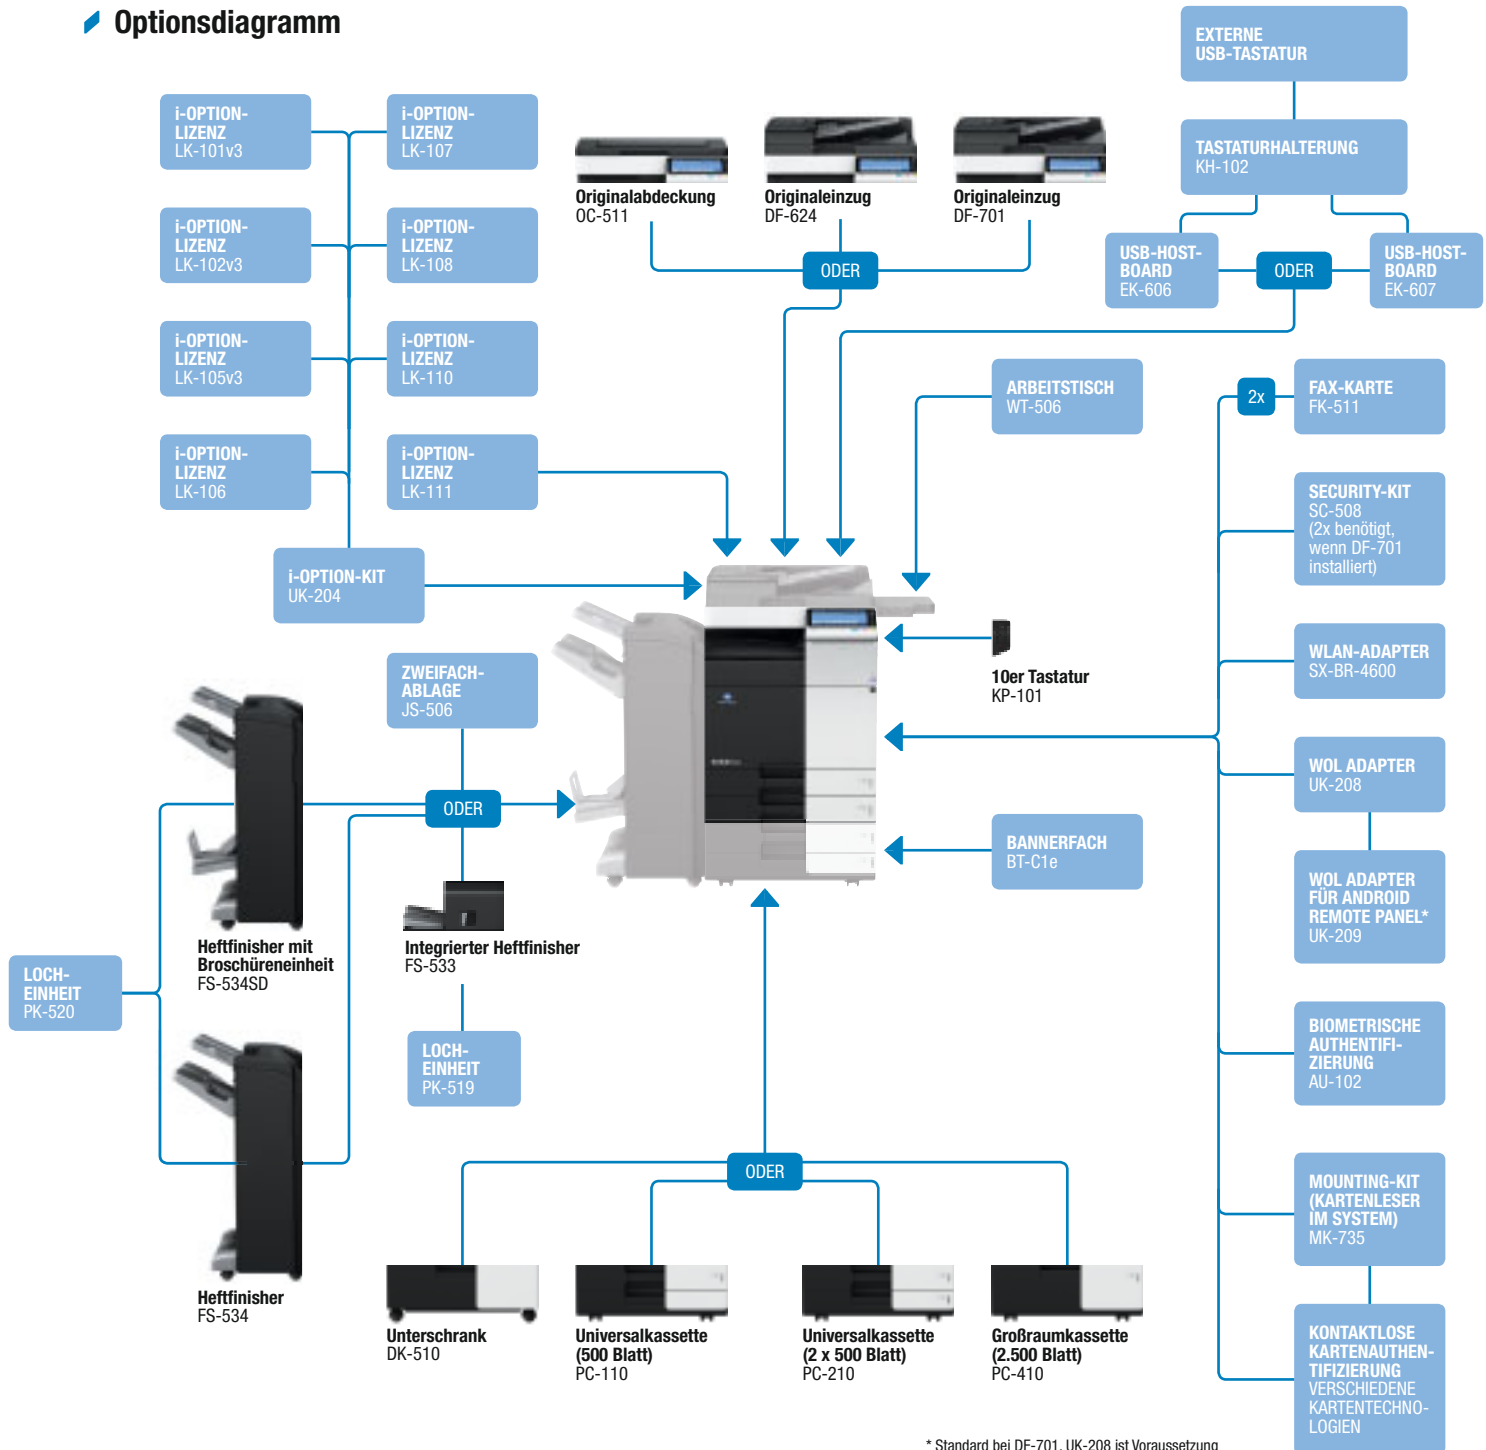 Optionsdiagramm
EXTERNE
USB-TASTATUR
i-OPTION-
LIZENZ
LK-101v3
i-OPTION-
LIZENZ
LK-107
TASTATURHALTERUNG
KH-102
Originalabdeckung
OC-511
Originaleinzug
DF-624
Originaleinzug
DF-701
i-OPTION-
LIZENZ
LK-102v3
i-OPTION-
LIZENZ
LK-108
ODER
USB-HOST-
BOARD
EK-606
ODER
USB-HOST-
BOARD
EK-607
i-OPTION-
LIZENZ
LK-105v3
i-OPTION-
LIZENZ
LK-110
ARBEITSTISCH
WT-506
2x
FAX-KARTE
FK-511
i-OPTION-
LIZENZ
LK-106
i-OPTION-
LIZENZ
LK-111
SECURITY-KIT
SC-508
(2x benötigt,
wenn DF-701
installiert)
i-OPTION-KIT
UK-204
WLAN-ADAPTER
SX-BR-4600
ZWEIFACH-
ABLAGE
JS-506
10er Tastatur
KP-101
WOL ADAPTER
UK-208
ODER
BANNERFACH
BT-C1e
WOL ADAPTER
FÜR ANDROID
REMOTE PANEL*
UK-209
Heftfinisher mit
Broschüreneinheit
FS-534SD
Integrierter Heftfinisher
FS-533
LOCH-
EINHEIT
PK-520
LOCH-
EINHEIT
PK-519
BIOMETRISCHE
AUTHENTIFI-
ZIERUNG
AU-102
ODER
MOUNTING-KIT
(KARTENLESER
IM SYSTEM)
MK-735
Heftfinisher
FS-534
Unterschrank
DK-510
Universalkassette
(500 Blatt)
PC-110
Universalkassette
(2 x 500 Blatt)
PC-210
Großraumkassette
(2.500 Blatt)
PC-410
KONTAKTLOSE
KARTENAUTHEN-
TIFIZIERUNG
VERSCHIEDENE
KARTENTECHNO-
LOGIEN
* Standard bei DF-701, UK-208 ist Voraussetzung